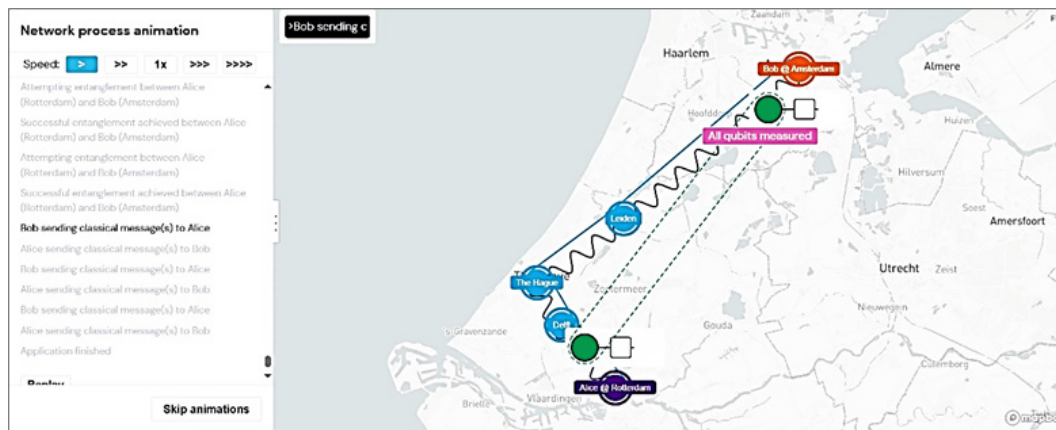 Network process animation
Speed: > >> 1x >>> >>>>
Attempting entanglement between Alice
(Rotterdam) and Bob (Amsterdam)
Successful entanglement achieved between Alice
(Rotterdam) and Bob (Amsterdam)
Attempting entanglement between Alice
(Rotterdam) and Bob (Amsterdam)
Successful entanglement achieved between Alice
(Rotterdam) and Bob (Amsterdam)
Bob sending classical message(s) to Alice
Alice sending classical message(s) to Bob
Bob sending classical message(s) to Alice
Alice sending classical message(s) to Bob
Bob sending classical message(s) to Alice
Alice sending classical message(s) to Bob
Application finished
Replay
Skip animations
>Bob sending c
Zaandam
Haarlem
Bob @ Amsterdam
Almere
Hoofddorp
Huizen
All qubits measured
Hilversum
Leiden
Soest
Amersfoort
Utrecht
Zeist
The Hague
Zoetermeer
Nieuwegein
Delft
's-Gravenzande
Gouda
Culemborg
Alice @ Rotterdam
Vlaardingen
Brielle
Tiel
mapbo